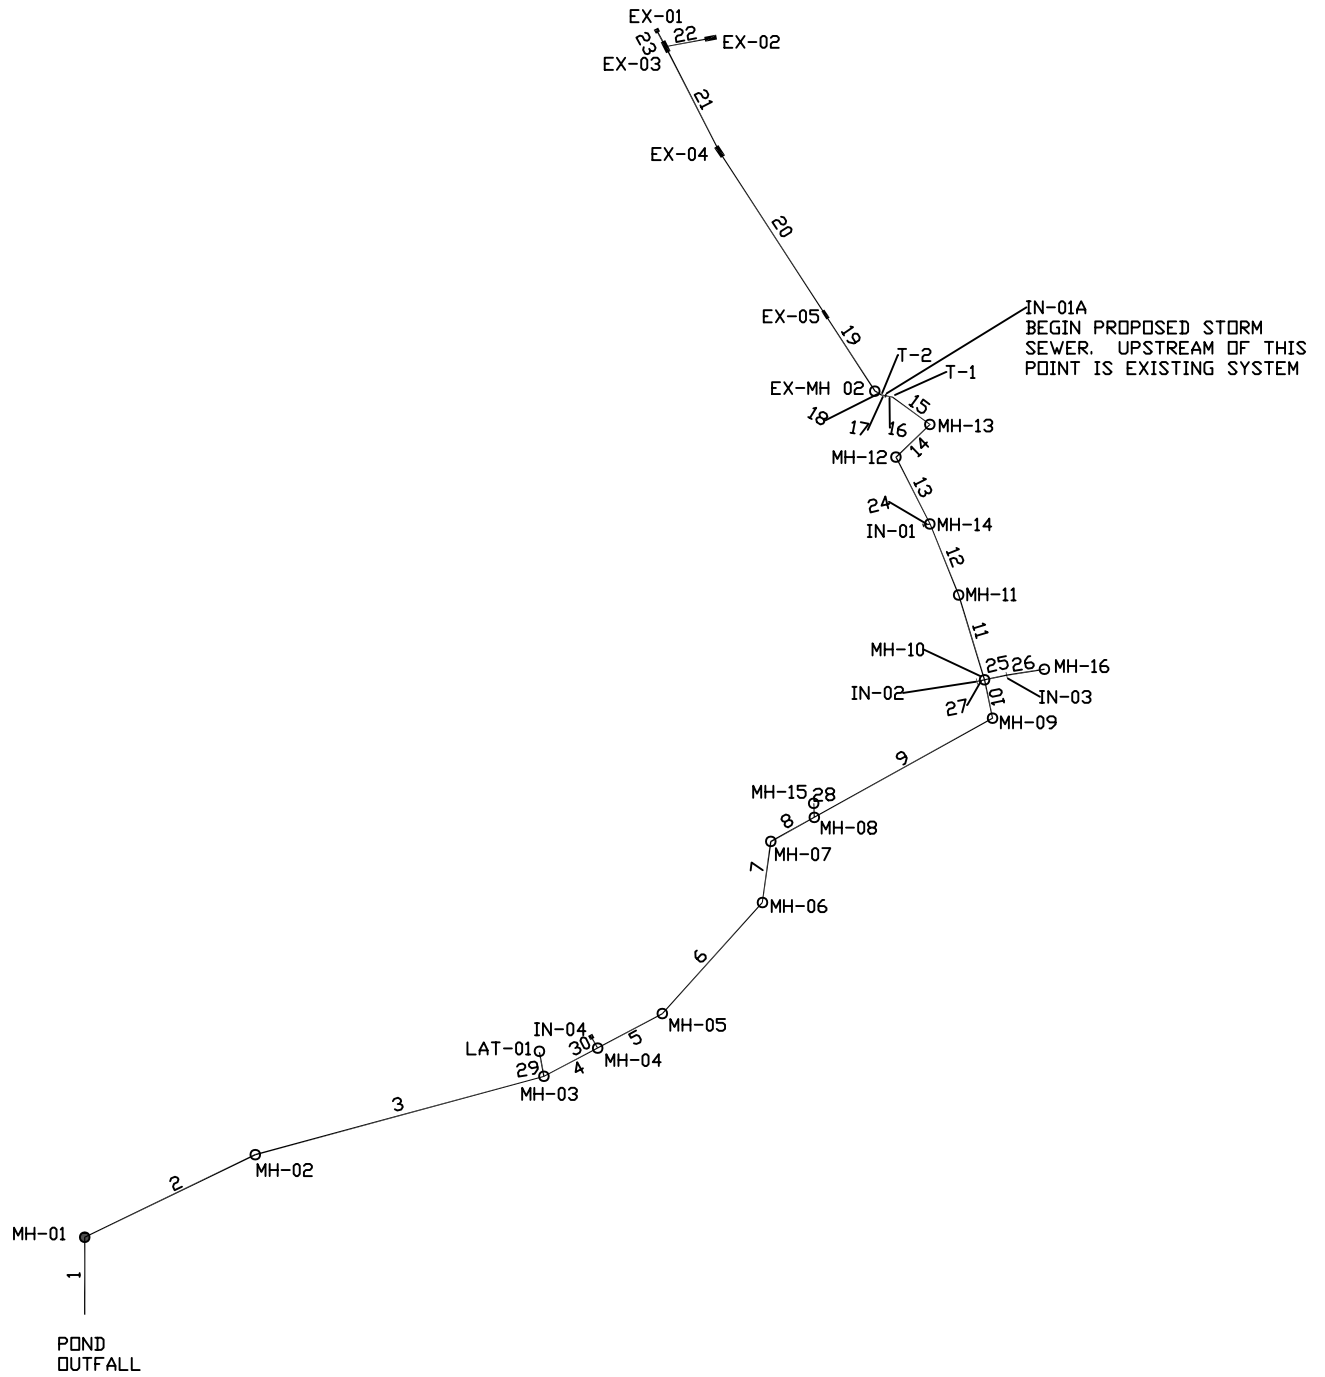 EX-01
22
EX-02
23
EX-03
21
EX-04
20
IN-01A
BEGIN PROPOSED STORM
SEWER. UPSTREAM OF THIS
POINT IS EXISTING SYSTEM
EX-05
19
T-2
T-1
EX-MH 02
18
17
16
15
MH-13
14
MH-12
13
24
IN-01
MH-14
12
MH-11
11
MH-10
25
26
MH-16
IN-02
27
10
IN-03
MH-09
9
MH-15
28
8
MH-08
MH-07
7
MH-06
6
MH-05
IN-04
5
30
LAT-01
MH-04
29
4
MH-03
3
MH-02
2
MH-01
1
POND
OUTFALL